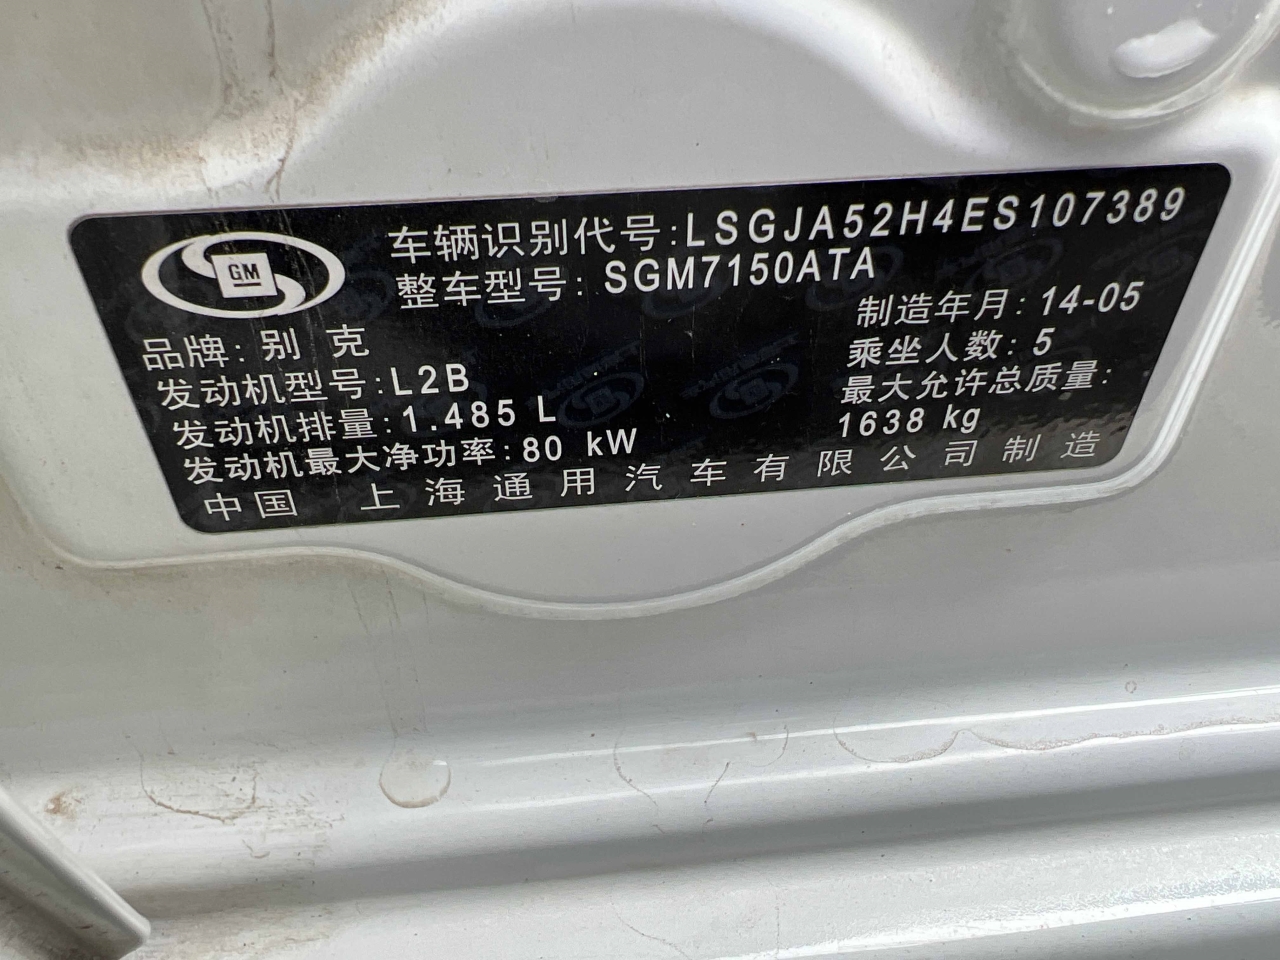 GM
车辆识别代号:LSGJA52H4ES107389
整车型号: SGM7150ATA
品牌: 别 克
制造年月: 14-05
发动机型号:L2B
乘坐人数: 5
发动机排量:1.485 L
最大允许总质量:
1638 kg
发动机最大净功率:80 kW
中国 上海通用汽车有限公司制造